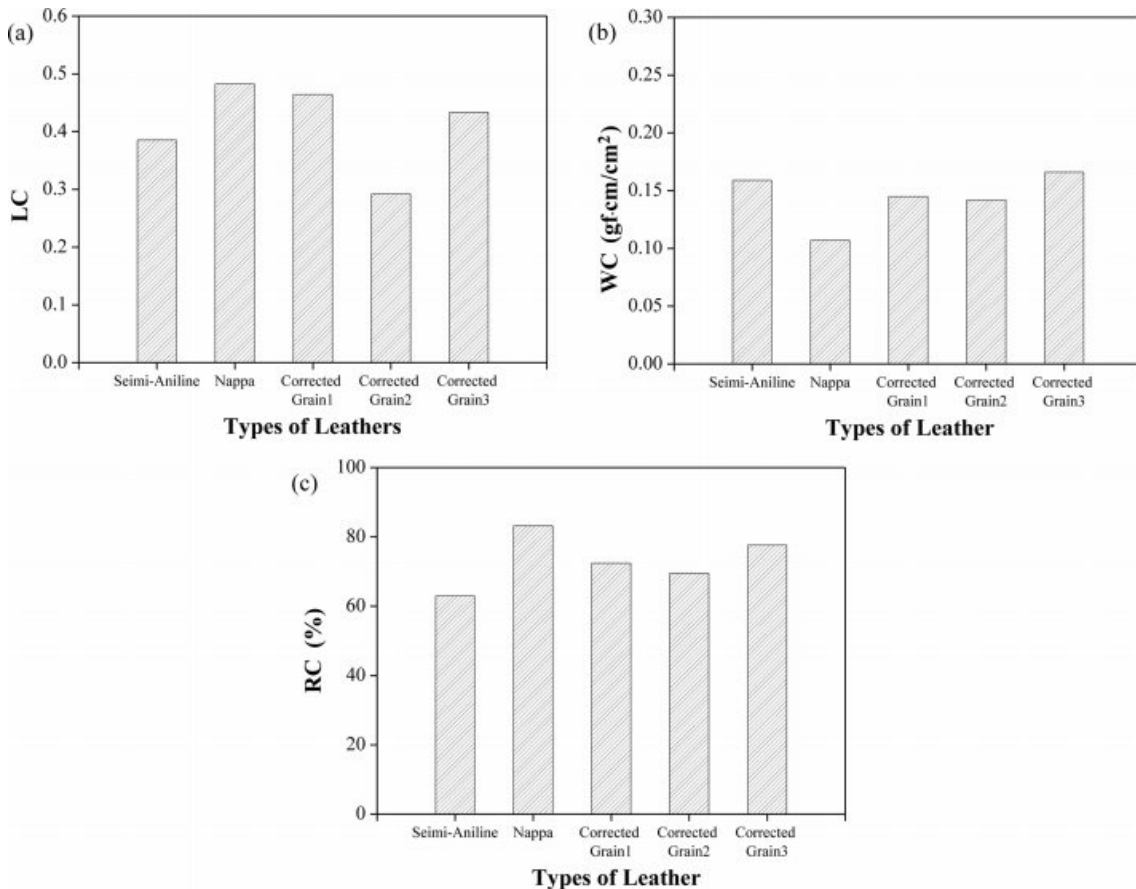 (a)
0.6
0.5
0.4
0.3
0.2
0.1
0.0
LC
Seimi-Aniline Nappa Corrected Corrected Corrected
Grain1 Grain2 Grain3
Types of Leathers
(b)
0.30
0.25
0.20
0.15
0.10
0.05
0.00
WC (gf·cm/cm²)
Seimi-Aniline Nappa Corrected Corrected Corrected
Grain1 Grain2 Grain3
Types of Leather
(c)
100
80
60
40
20
0
RC (%)
Seimi-Aniline Nappa Corrected Corrected Corrected
Grain1 Grain2 Grain3
Types of Leather